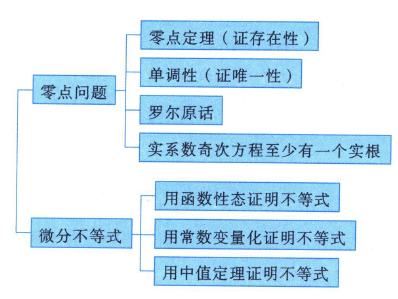 零点问题
零点定理（证存在性）
单调性（证唯一性）
罗尔原话
实系数奇次方程至少有一个实根
微分不等式
用函数性态证明不等式
用常数变量化证明不等式
用中值定理证明不等式